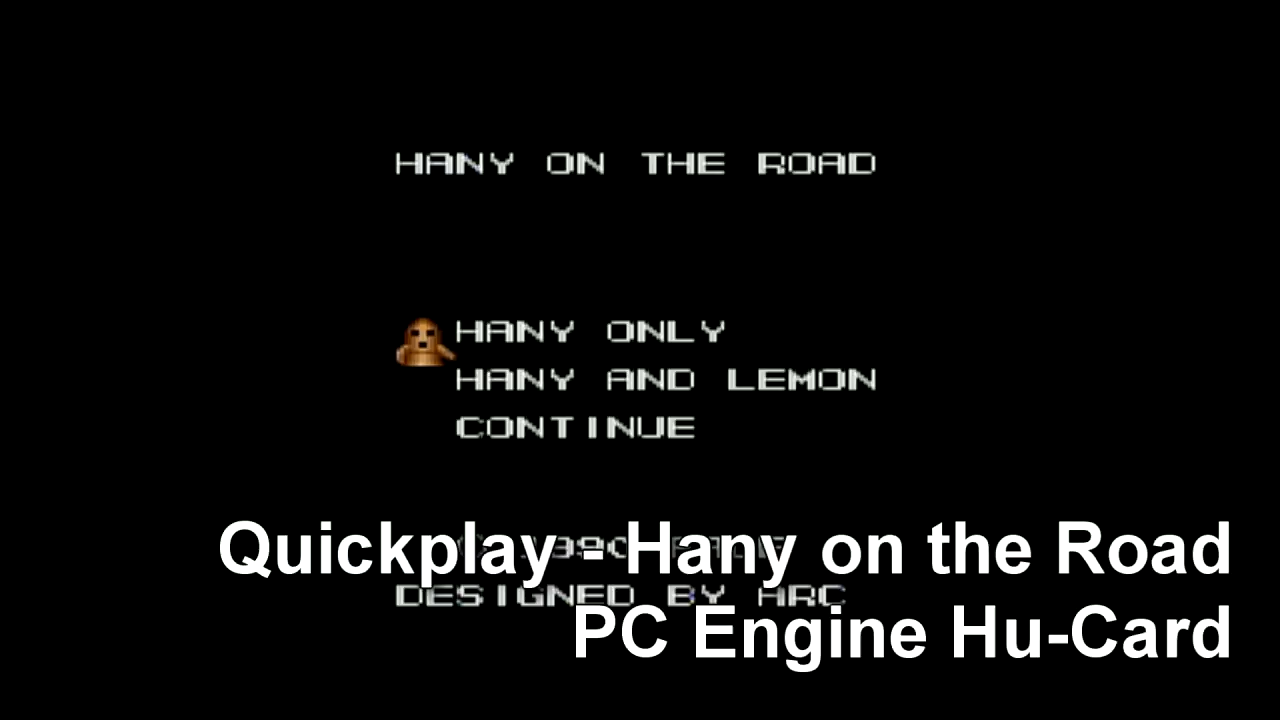 HANY ON THE ROAD
HANY ONLY
HANY AND LEMON
CONTINUE
Quickplay - Hany on the Road
DESIGNED BY ARC
PC Engine Hu-Card